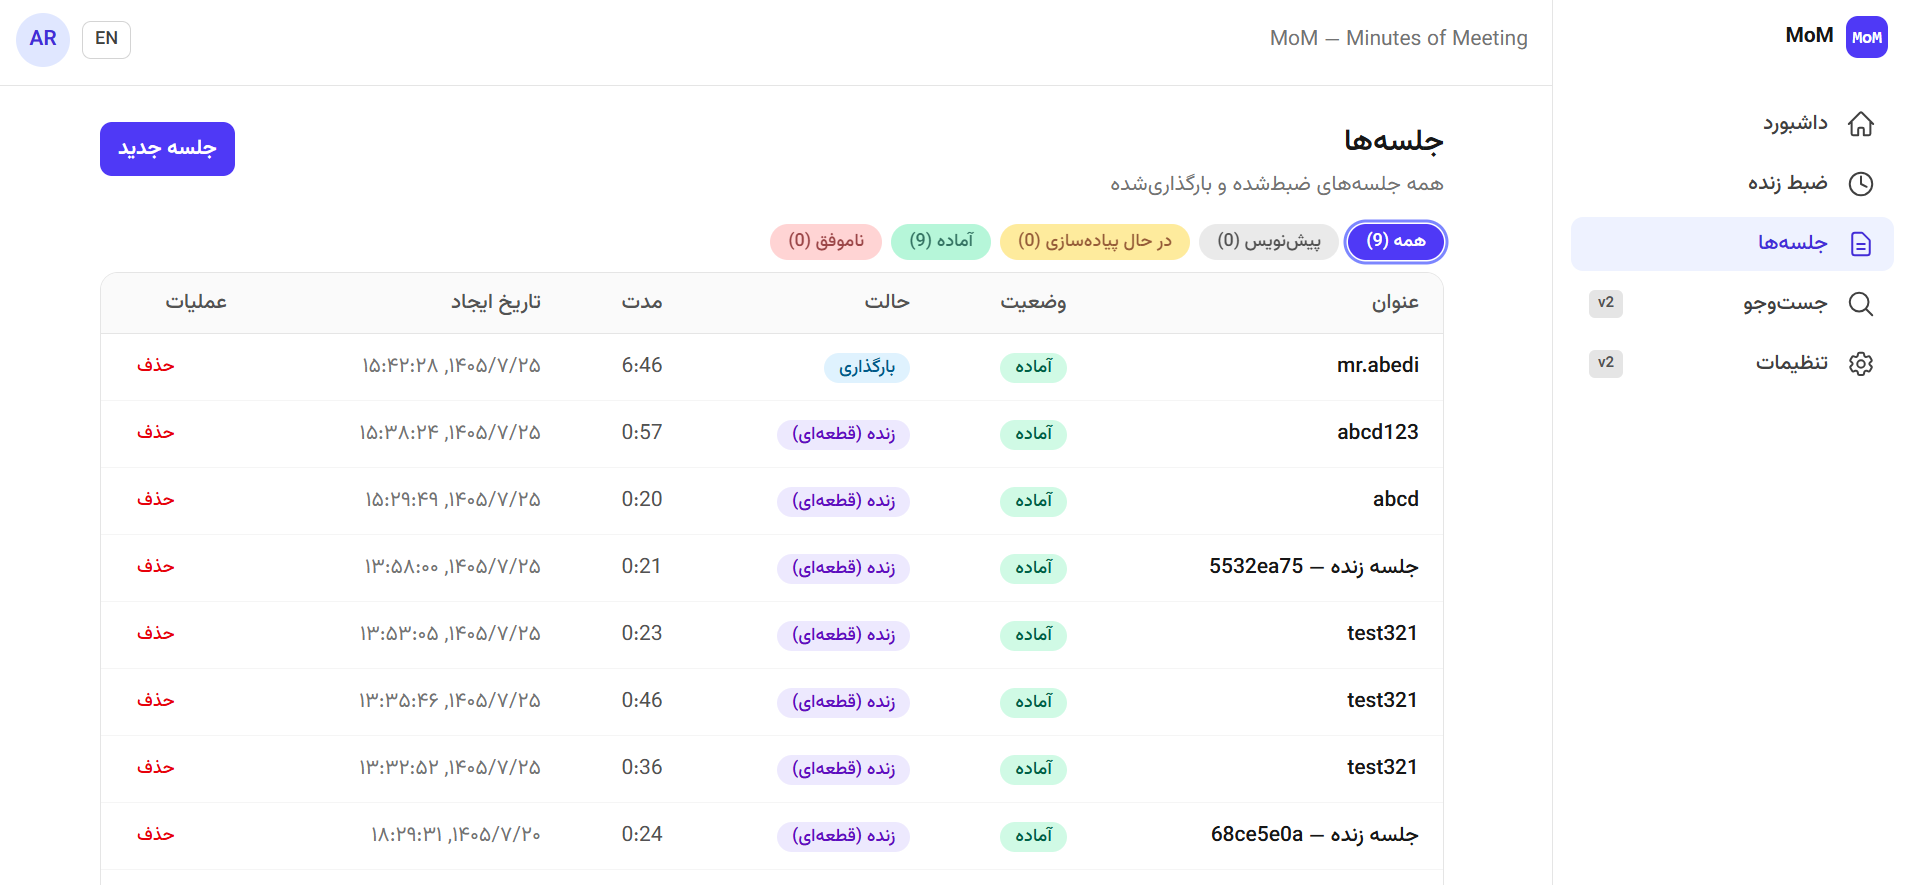 MoM MoM
داشبورد
ضبط زنده
جلسه‌ها
جست‌وجو v2
تنظیمات v2
MoM — Minutes of Meeting EN AR
جلسه‌ها
همه جلسه‌های ضبط‌شده و بارگذاری‌شده
جلسه جدید
همه (9) پیش‌نویس (0) در حال پیاده‌سازی (0) آماده (9) ناموفق (0)
عنوان وضعیت حالت مدت تاریخ ایجاد عملیات
mr.abedi آماده بارگذاری 6:46 ۱۴۰۵/۷/۲۵, ۱۵:۴۲:۲۸ حذف
abcd123 آماده زنده (قطعه‌ای) 0:57 ۱۴۰۵/۷/۲۵, ۱۵:۳۸:۲۴ حذف
abcd آماده زنده (قطعه‌ای) 0:20 ۱۴۰۵/۷/۲۵, ۱۵:۲۹:۴۹ حذف
جلسه زنده — 5532ea75 آماده زنده (قطعه‌ای) 0:21 ۱۴۰۵/۷/۲۵, ۱۳:۵۸:۰۰ حذف
test321 آماده زنده (قطعه‌ای) 0:23 ۱۴۰۵/۷/۲۵, ۱۳:۵۳:۰۵ حذف
test321 آماده زنده (قطعه‌ای) 0:46 ۱۴۰۵/۷/۲۵, ۱۳:۳۵:۴۶ حذف
test321 آماده زنده (قطعه‌ای) 0:36 ۱۴۰۵/۷/۲۵, ۱۳:۳۲:۵۲ حذف
جلسه زنده — 68ce5e0a آماده زنده (قطعه‌ای) 0:24 ۱۴۰۵/۷/۲۰, ۱۸:۲۹:۳۱ حذف